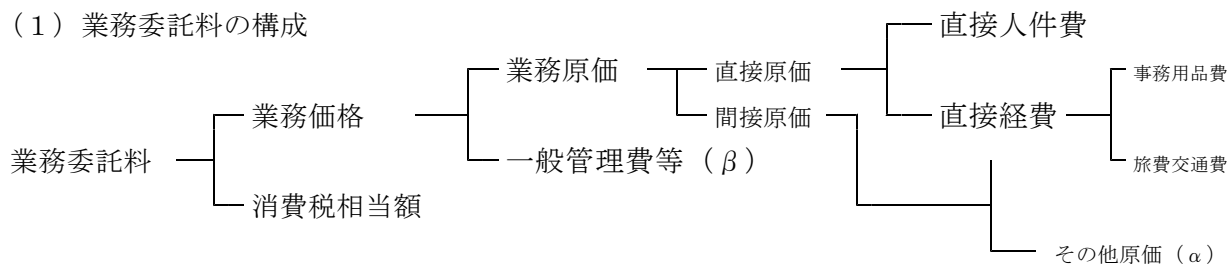 (1)業務委託料の構成
直接人件費
業務原価
直接原価
事務用品費
業務価格
間接原価
直接経費
業務委託料
一般管理費等(β)
旅費交通費
消費税相当額
その他原価(α)